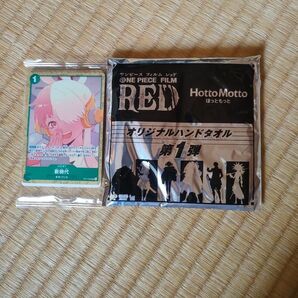 1
新時代
ワンピース フィルム レッド
ONE PIECE FILM
RED
HottoMotto
ほっともっと
オリジナルハンドタオル
第1弾